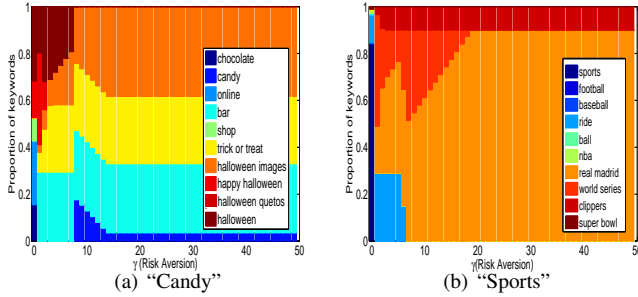 Proportion of keywords
1
0.8
0.6
0.4
0.2
0
chocolate
candy
online
bar
shop
trick or treat
halloween images
happy halloween
halloween quetos
halloween
0 10 20 30 40 50
γ (Risk Aversion)
(a) “Candy”
Proportion of keywords
1
0.8
0.6
0.4
0.2
0
sports
football
baseball
ride
ball
nba
real madrid
world series
clippers
super bowl
0 10 20 30 40 50
γ(Risk Aversion)
(b) “Sports”